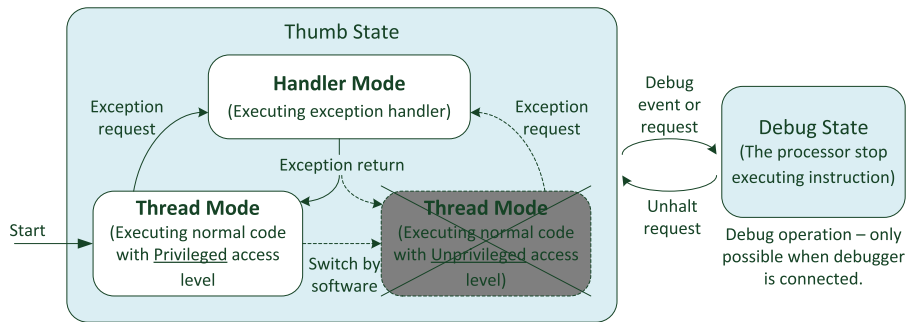 Thumb State
Handler Mode
(Executing exception handler)
Exception
request
Exception
request
Exception return
Start
Thread Mode
(Executing normal code
with Privileged access
level
Switch by
software
Thread Mode
(Executing normal code
with Unprivileged access
level)
Debug
event or
request
Unhalt
request
Debug State
(The processor stop
executing instruction)
Debug operation – only
possible when debugger
is connected.